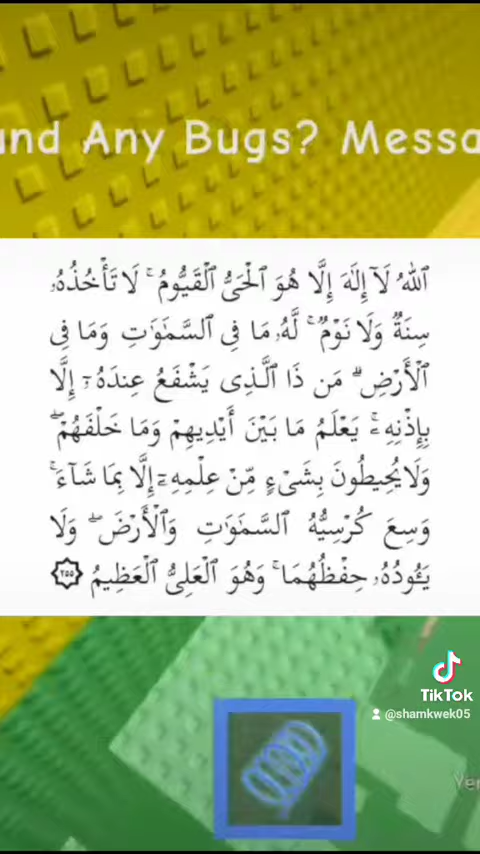 und Any Bugs? Messa
ٱللَّهُ لَآ إِلَٰهَ إِلَّا هُوَ ٱلْحَىُّ ٱلْقَيُّومُ ۚ لَا تَأْخُذُهُۥ
سِنَةٌ وَلَا نَوْمٌ ۚ لَّهُۥ مَا فِى ٱلسَّمَٰوَٰتِ وَمَا فِى
ٱلْأَرْضِ ۗ مَن ذَا ٱلَّذِى يَشْفَعُ عِندَهُۥٓ إِلَّا
بِإِذْنِهِۦ ۚ يَعْلَمُ مَا بَيْنَ أَيْدِيهِمْ وَمَا خَلْفَهُمْ ۖ
وَلَا يُحِيطُونَ بِشَىْءٍ مِّنْ عِلْمِهِۦٓ إِلَّا بِمَا شَآءَ ۚ
وَسِعَ كُرْسِيُّهُ ٱلسَّمَٰوَٰتِ وَٱلْأَرْضَ ۖ وَلَا
يَـُٔودُهُۥ حِفْظُهُمَا ۚ وَهُوَ ٱلْعَلِىُّ ٱلْعَظِيمُ ٢٥٥
TikTok
@shamkwek05
Ver